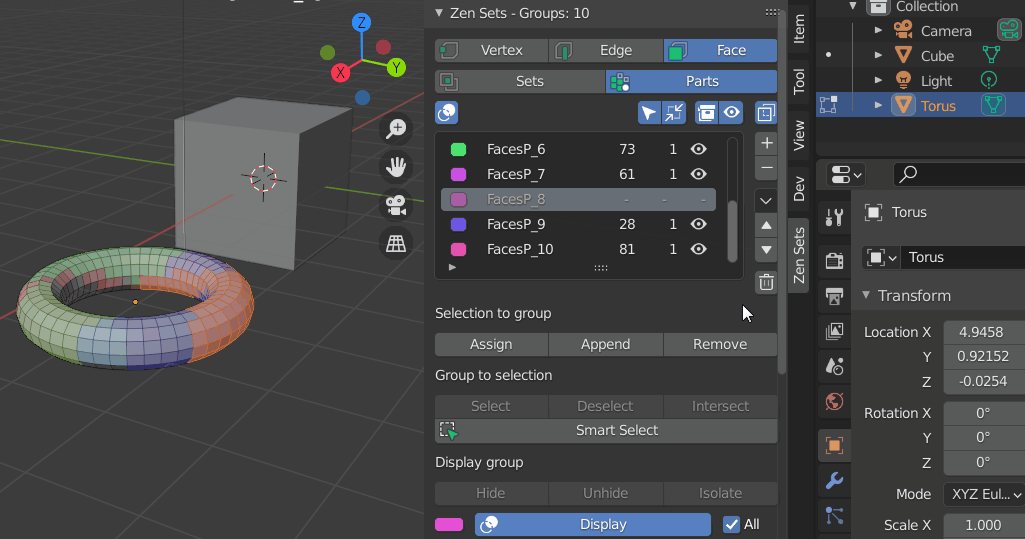 Zen Sets - Groups: 10
Vertex Edge Face
Sets Parts
FacesP_6 73 1
FacesP_7 61 1
FacesP_8 - - -
FacesP_9 28 1
FacesP_10 81 1
Selection to group
Assign Append Remove
Group to selection
Select Deselect Intersect
Smart Select
Display group
Hide Unhide Isolate
Display All
Z
X
Y
Item
Tool
View
Dev
Zen Sets
Collection
Camera
Cube
Light
Torus
Torus
Torus
Transform
Location X 4.9458
Y 0.92152
Z -0.0254
Rotation X 0°
Y 0°
Z 0°
Mode XYZ Eul...
Scale X 1.000